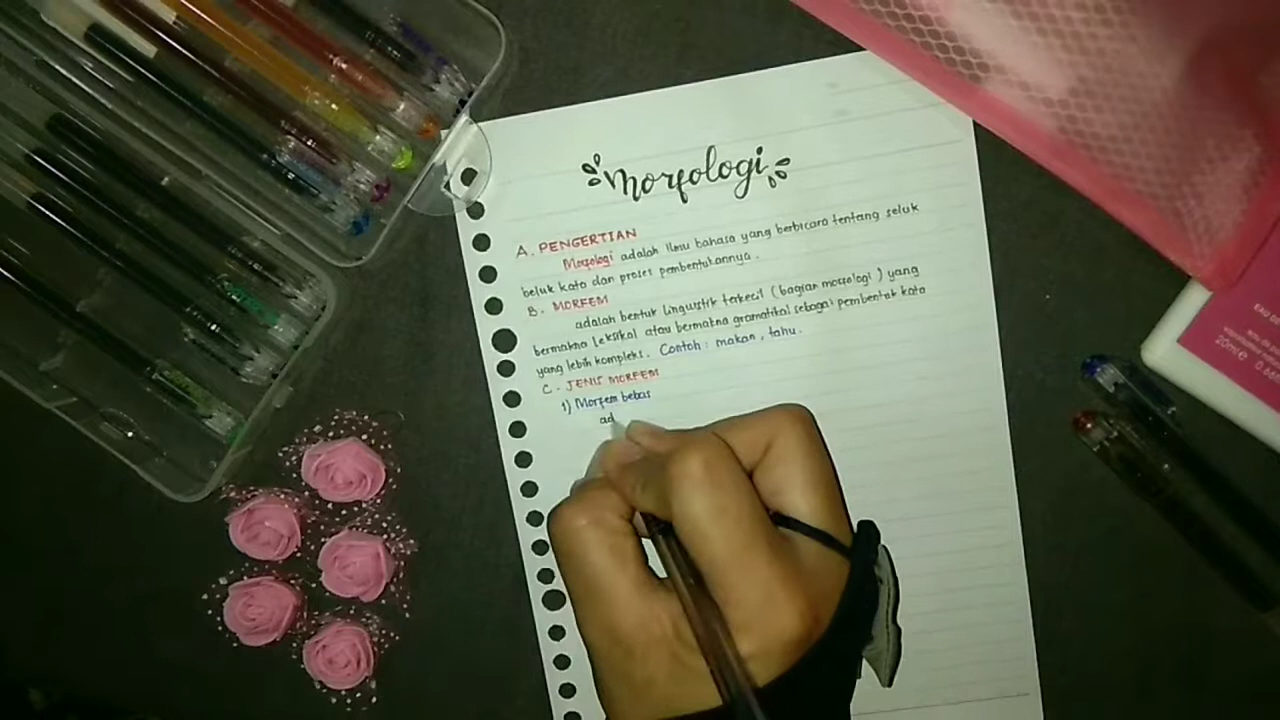 Morfologi
A. PENGERTIAN
Morfologi adalah Ilmu bahasa yang berbicara tentang seluk
beluk kata dan proses pembentukannya.
B. MORFEM
adalah bentuk linguistik terkecil (bagian morfologi) yang
bermakna leksikal atau bermakna gramatikal sebagai pembentuk kata
yang lebih kompleks. Contoh: makan, tahu.
C. JENIS MORFEM
1) Morfem bebas
ad
20ml℮